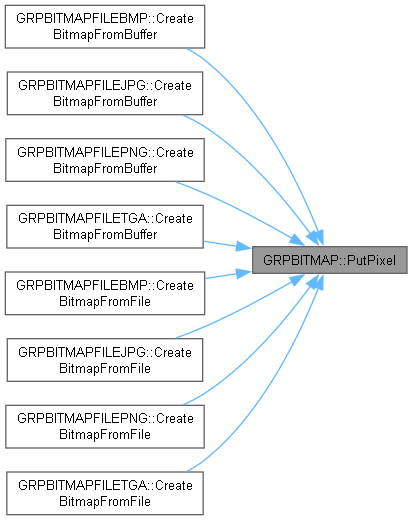 GRPBITMAPFILEBMP::Create
BitmapFromBuffer
GRPBITMAPFILEJPG::Create
BitmapFromBuffer
GRPBITMAPFILEPNG::Create
BitmapFromBuffer
GRPBITMAPFILETGA::Create
BitmapFromBuffer
GRPBITMAP::PutPixel
GRPBITMAPFILEBMP::Create
BitmapFromFile
GRPBITMAPFILEJPG::Create
BitmapFromFile
GRPBITMAPFILEPNG::Create
BitmapFromFile
GRPBITMAPFILETGA::Create
BitmapFromFile